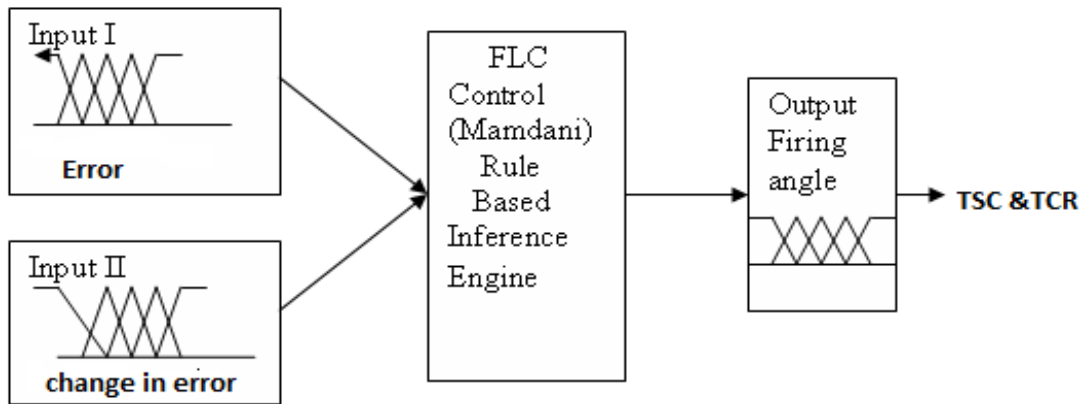 Input I
Error
Input II
change in error
FLC
Control
(Mamdani)
Rule
Based
Inference
Engine
Output
Firing
angle
TSC &TCR